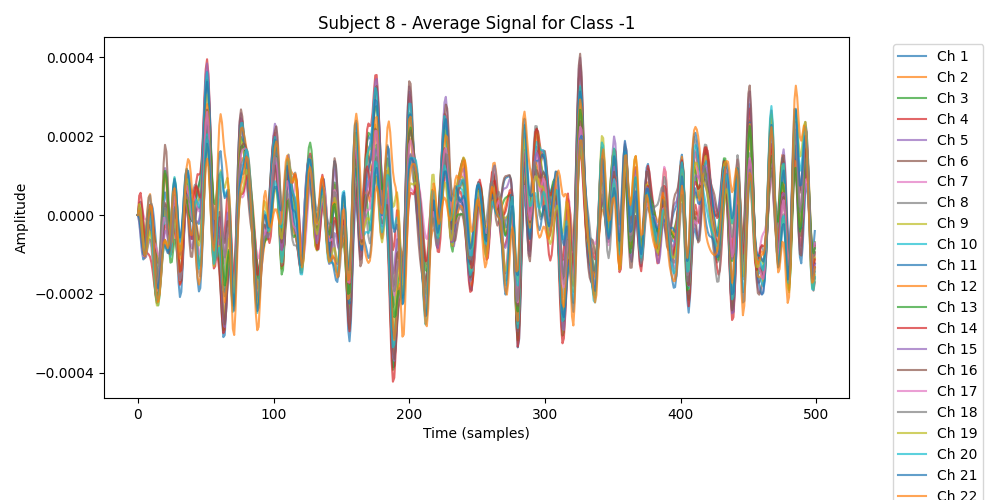 Subject 8 - Average Signal for Class -1
Amplitude
0.0004
0.0002
0.0000
−0.0002
−0.0004
0
100
200
300
400
500
Time (samples)
Ch 1
Ch 2
Ch 3
Ch 4
Ch 5
Ch 6
Ch 7
Ch 8
Ch 9
Ch 10
Ch 11
Ch 12
Ch 13
Ch 14
Ch 15
Ch 16
Ch 17
Ch 18
Ch 19
Ch 20
Ch 21
Ch 22